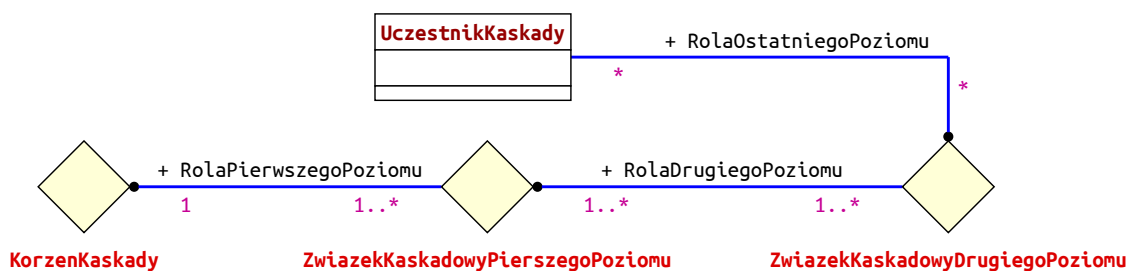 UczestnikKaskady
+ RolaOstatniegoPoziomu
*
*
+ RolaPierwszegoPoziomu
+ RolaDrugiegoPoziomu
1
1..*
1..*
1..*
KorzenKaskady
ZwiazekKaskadowyPierszegoPoziomu
ZwiazekKaskadowyDrugiegoPoziomu